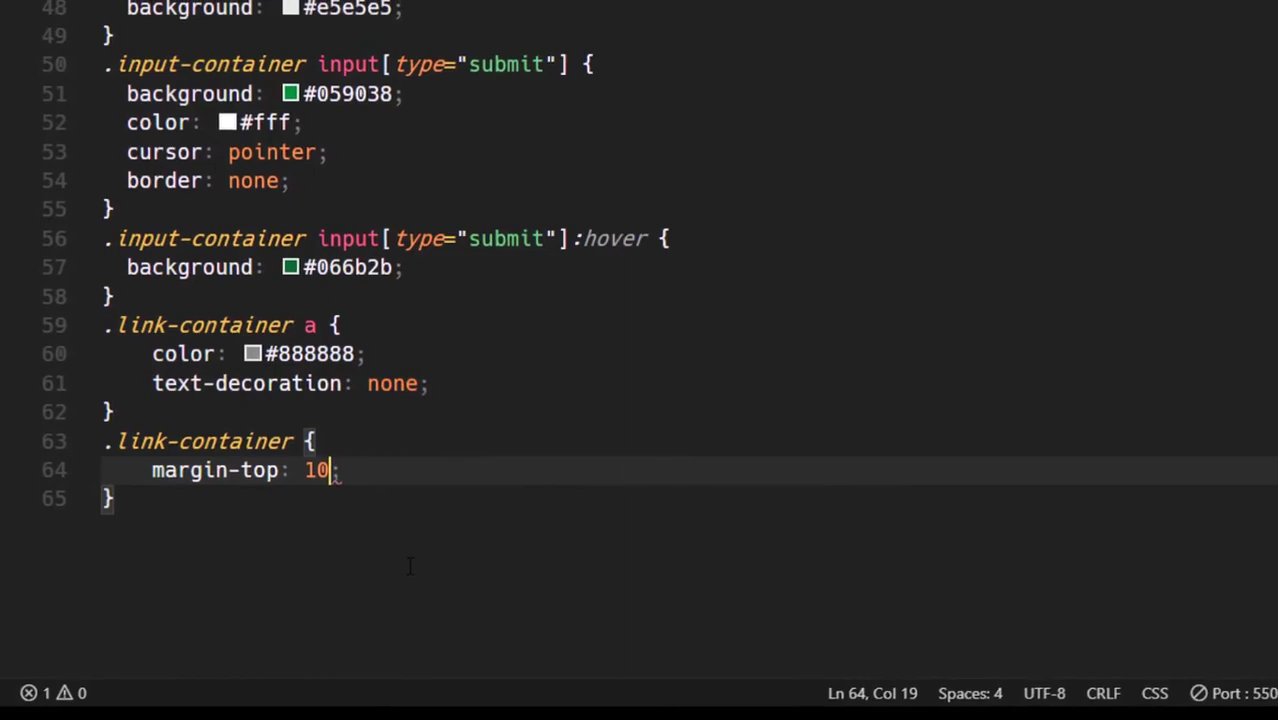 48 background: #e5e5e5;
49 }
50 .input-container input[type="submit"] {
51 background: #059038;
52 color: #fff;
53 cursor: pointer;
54 border: none;
55 }
56 .input-container input[type="submit"]:hover {
57 background: #066b2b;
58 }
59 .link-container a {
60 color: #888888;
61 text-decoration: none;
62 }
63 .link-container {
64 margin-top: 10;
65 }
1 0 Ln 64, Col 19 Spaces: 4 UTF-8 CRLF CSS Port : 550